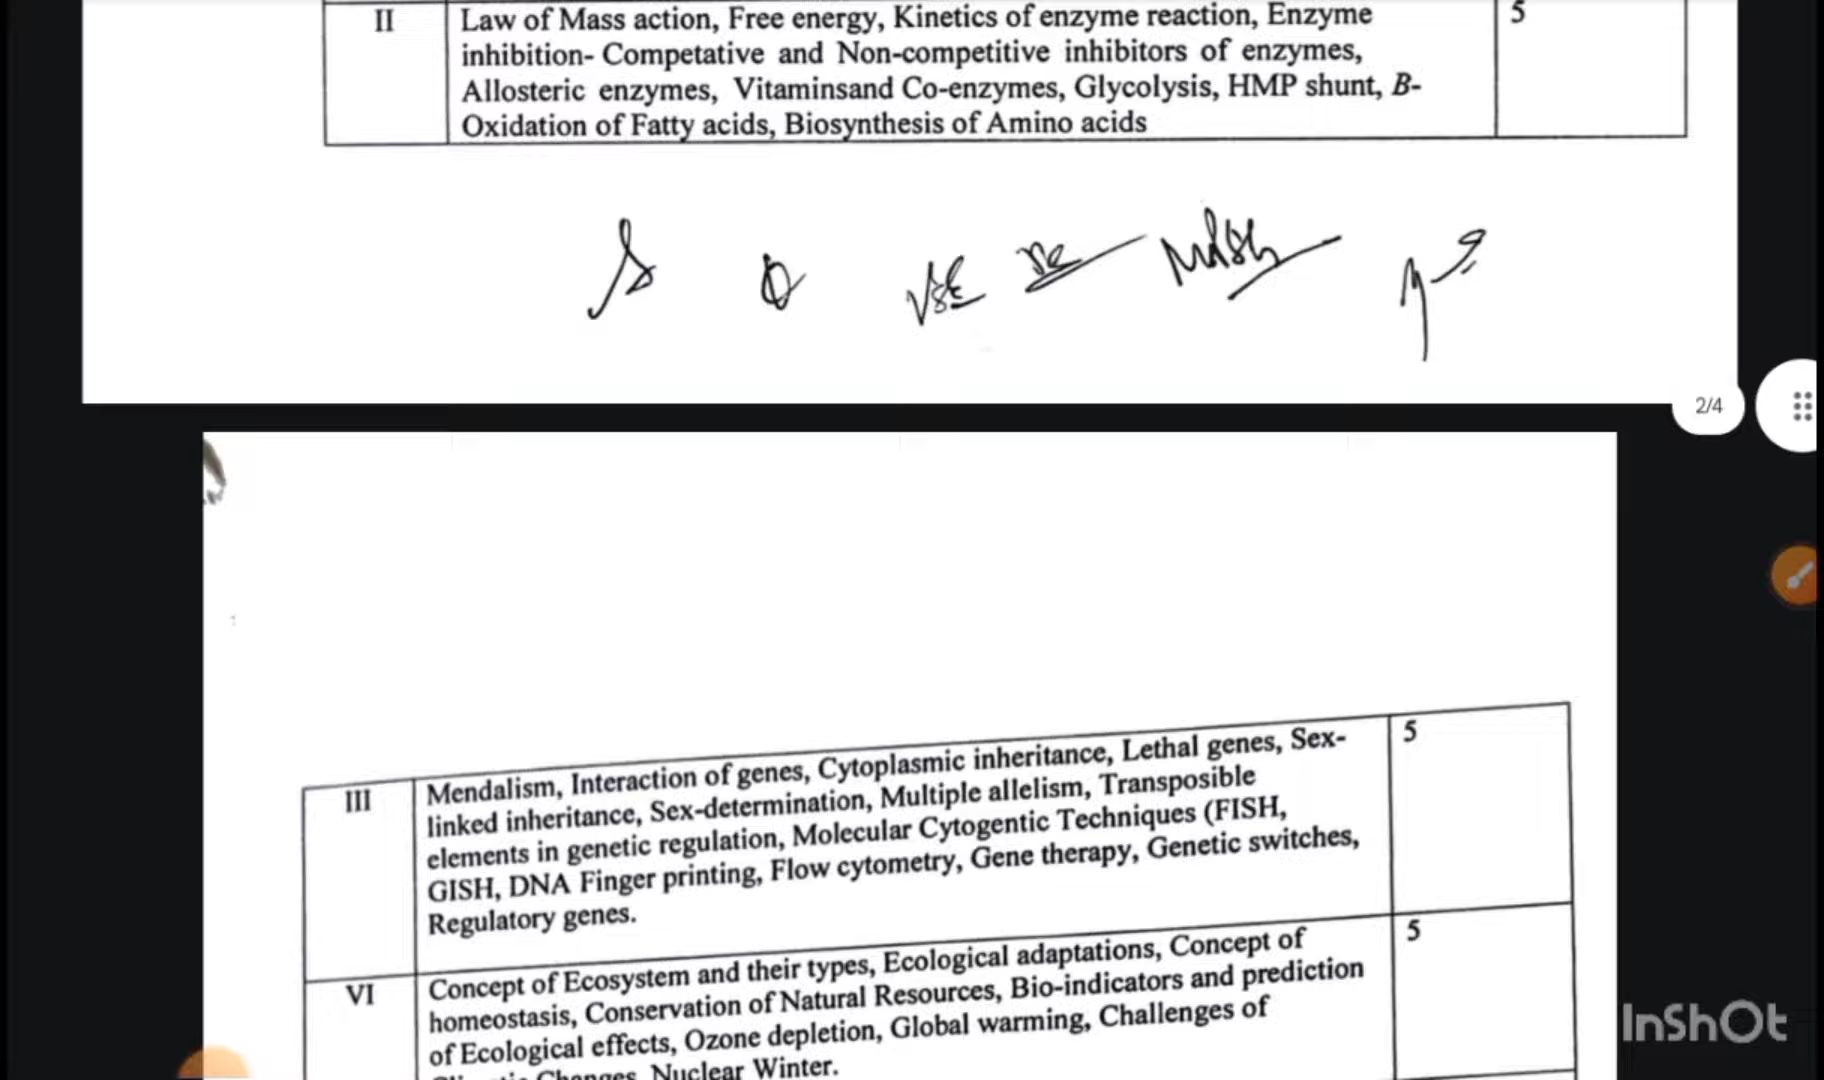 II
5
Law of Mass action, Free energy, Kinetics of enzyme reaction, Enzyme
inhibition- Competative and Non-competitive inhibitors of enzymes,
Allosteric enzymes, Vitaminsand Co-enzymes, Glycolysis, HMP shunt, B-
Oxidation of Fatty acids, Biosynthesis of Amino acids
2/4
III
5
Mendalism, Interaction of genes, Cytoplasmic inheritance, Lethal genes, Sex-
linked inheritance, Sex-determination, Multiple allelism, Transposible
elements in genetic regulation, Molecular Cytogentic Techniques (FISH,
GISH, DNA Finger printing, Flow cytometry, Gene therapy, Genetic switches,
Regulatory genes.
VI
5
Concept of Ecosystem and their types, Ecological adaptations, Concept of
homeostasis, Conservation of Natural Resources, Bio-indicators and prediction
of Ecological effects, Ozone depletion, Global warming, Challenges of
Changes, Nuclear Winter.
InShOt